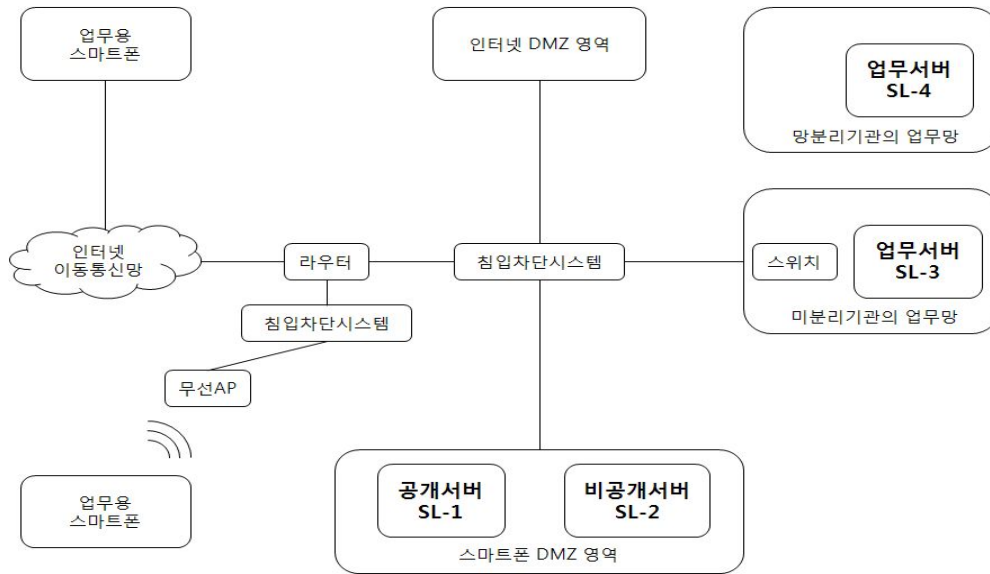 업무용
스마트폰
인터넷 DMZ 영역
업무서버
SL-4
망분리기관의 업무망
인터넷
이동통신망
라우터
침입차단시스템
스위치
업무서버
SL-3
미분리기관의 업무망
침입차단시스템
무선AP
업무용
스마트폰
공개서버
SL-1
비공개서버
SL-2
스마트폰 DMZ 영역